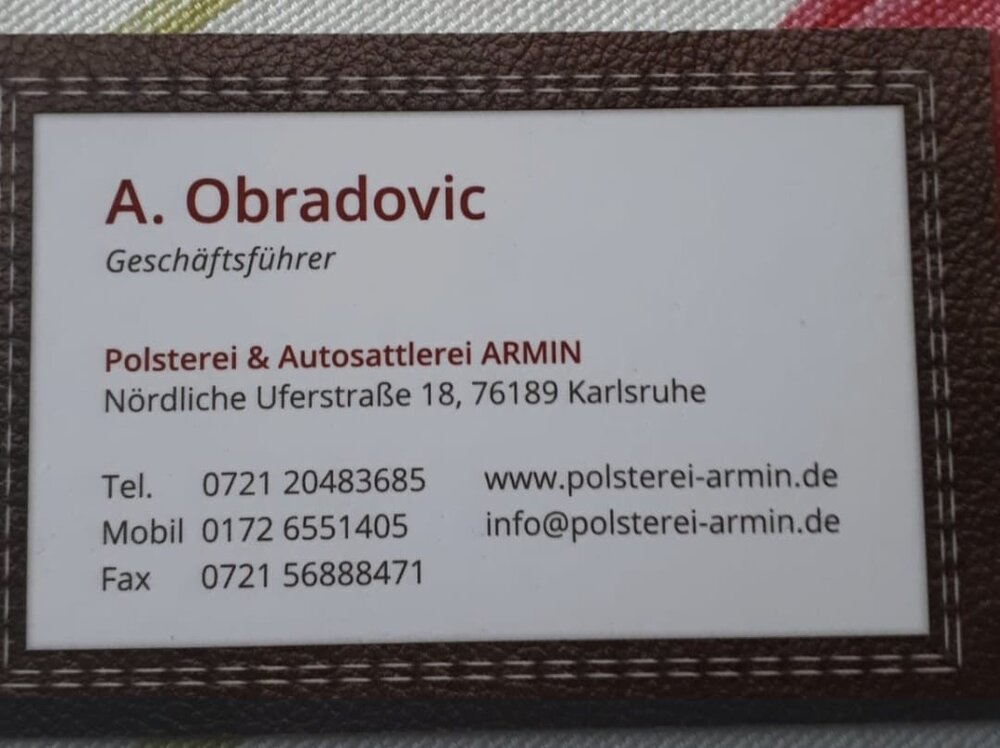 A. Obradovic
Geschäftsführer
Polsterei & Autosattlerei ARMIN
Nördliche Uferstraße 18, 76189 Karlsruhe
Tel. 0721 20483685 www.polsterei-armin.de
Mobil 0172 6551405 info@polsterei-armin.de
Fax 0721 56888471